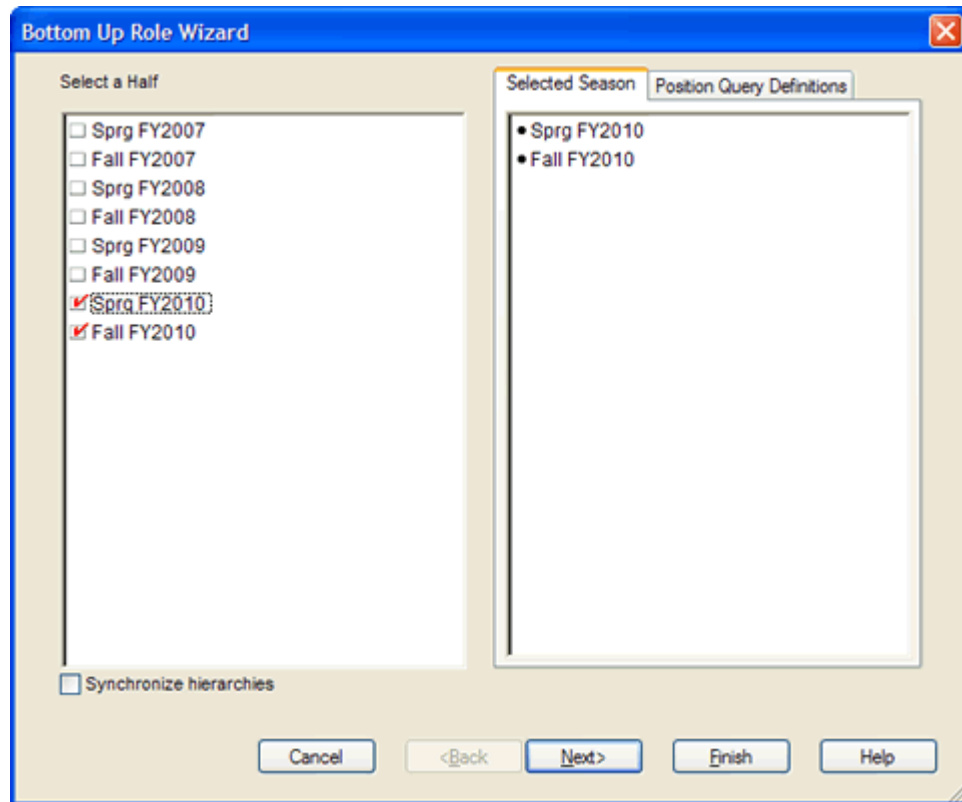 Bottom Up Role Wizard
Select a Half
Sprg FY2007
Fall FY2007
Sprg FY2008
Fall FY2008
Sprg FY2009
Fall FY2009
Sprg FY2010
Fall FY2010
Synchronize hierarchies
Selected Season Position Query Definitions
• Sprg FY2010
• Fall FY2010
Cancel <Back Next> Finish Help